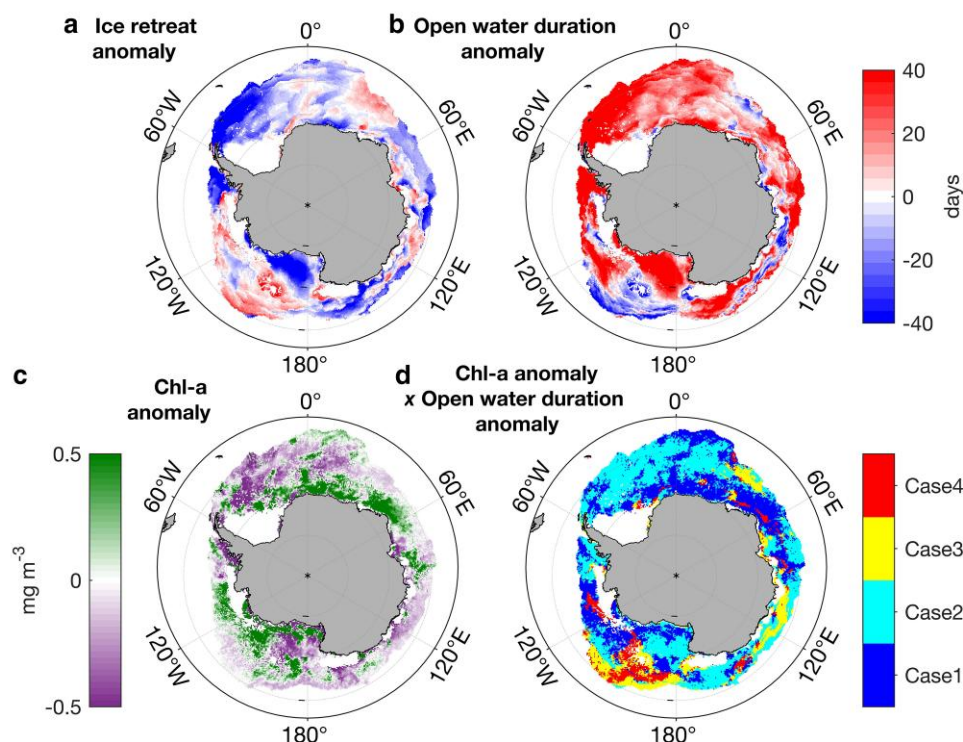 a Ice retreat
anomaly
0°
60°W
60°E
120°W
120°E
180°
b Open water duration
anomaly
0°
60°W
60°E
120°W
120°E
180°
40
20
0
-20
-40
days
c
Chl-a
anomaly
0°
60°W
60°E
120°W
120°E
180°
0.5
0
-0.5
mg m⁻³
d Chl-a anomaly
x Open water duration
anomaly
0°
60°W
60°E
120°W
120°E
180°
Case4
Case3
Case2
Case1